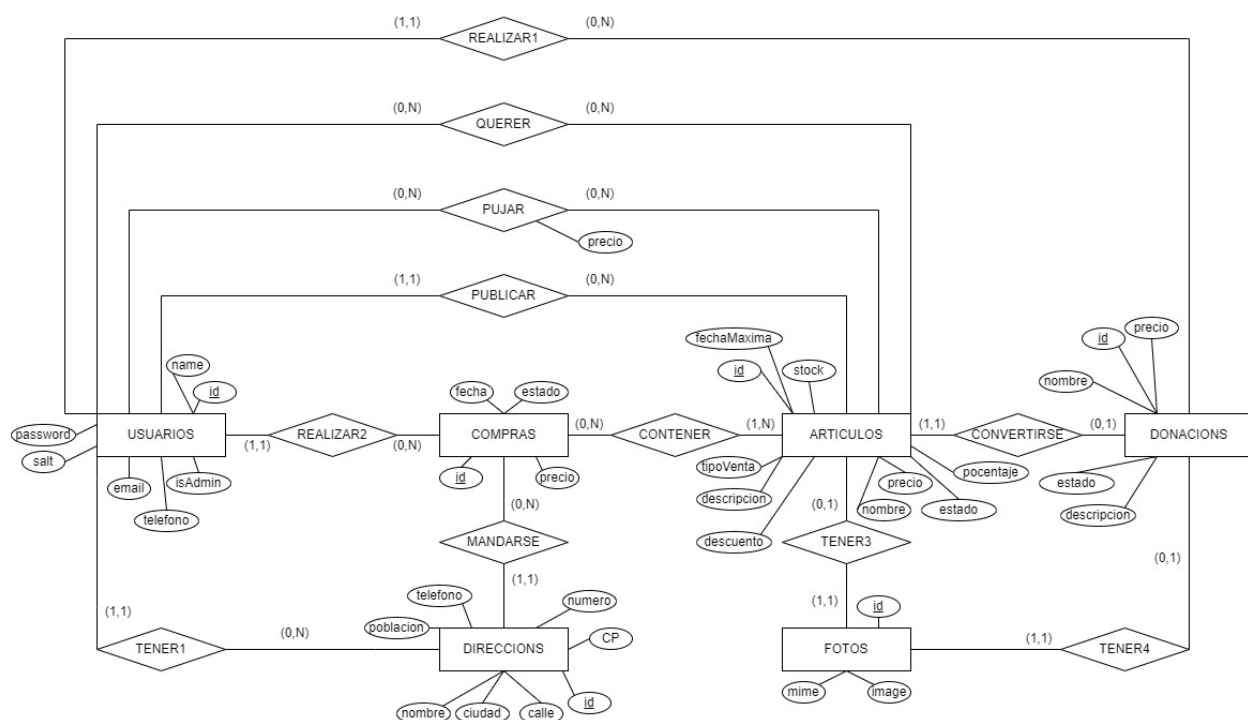 (1,1)
REALIZAR1
(0,N)
(0,N)
QUERER
(0,N)
(0,N)
PUJAR
(0,N)
precio
(1,1)
PUBLICAR
(0,N)
name
id
password
USUARIOS
salt
email
isAdmin
telefono
(1,1)
REALIZAR2
(0,N)
fecha
estado
COMPRAS
id
precio
(0,N)
CONTENER
(1,N)
fechaMaxima
id
stock
ARTICULOS
tipoVenta
descripcion
descuento
nombre
precio
estado
pocentaje
(1,1)
CONVERTIRSE
(0,1)
id
precio
nombre
DONACIONS
estado
descripcion
(0,N)
MANDARSE
(1,1)
(0,1)
TENER3
(1,1)
(0,1)
(1,1)
TENER1
(0,N)
telefono
numero
poblacion
CP
DIRECCIONS
nombre
ciudad
calle
id
id
FOTOS
mime
image
(1,1)
TENER4